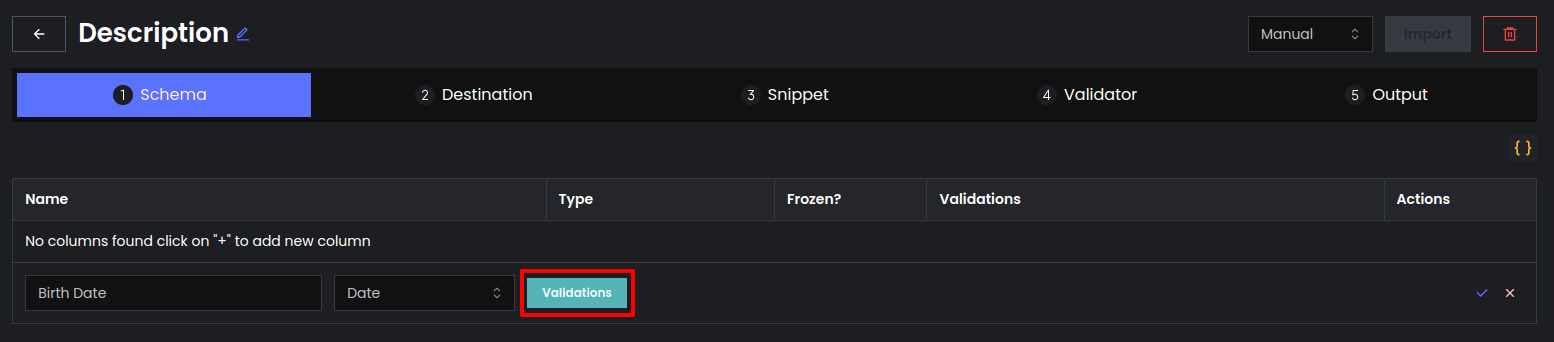 Description
Manual
Import
1 Schema
2 Destination
3 Snippet
4 Validator
5 Output
{ }
Name Type Frozen? Validations Actions
No columns found click on "+" to add new column
Birth Date Date Validations